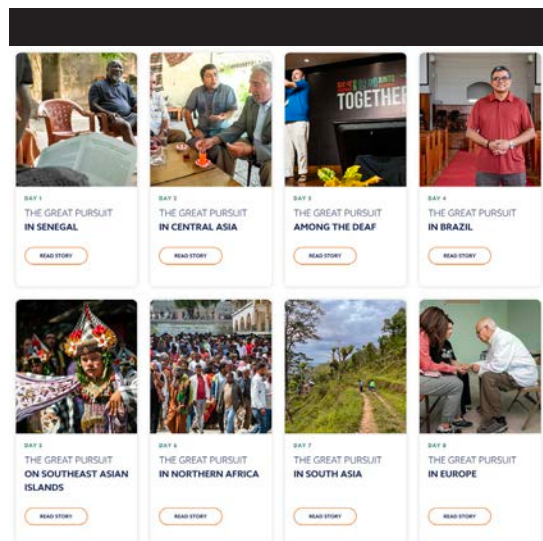 TOGETHER
DAY 1
THE GREAT PURSUIT
IN SENEGAL
READ STORY
DAY 2
THE GREAT PURSUIT
IN CENTRAL ASIA
READ STORY
DAY 3
THE GREAT PURSUIT
AMONG THE DEAF
READ STORY
DAY 4
THE GREAT PURSUIT
IN BRAZIL
READ STORY
DAY 5
THE GREAT PURSUIT
ON SOUTHEAST ASIAN
ISLANDS
READ STORY
DAY 6
THE GREAT PURSUIT
IN NORTHERN AFRICA
READ STORY
DAY 7
THE GREAT PURSUIT
IN SOUTH ASIA
READ STORY
DAY 8
THE GREAT PURSUIT
IN EUROPE
READ STORY